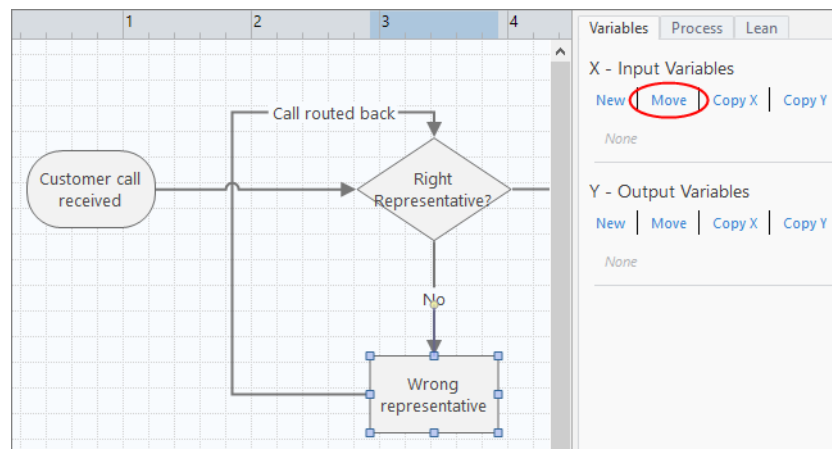 1 2 3 4
Variables Process Lean
X - Input Variables
New Move Copy X Copy Y
None
Y - Output Variables
New Move Copy X Copy Y
None
Call routed back
Customer call
received
Right
Representative?
No
Wrong
representative